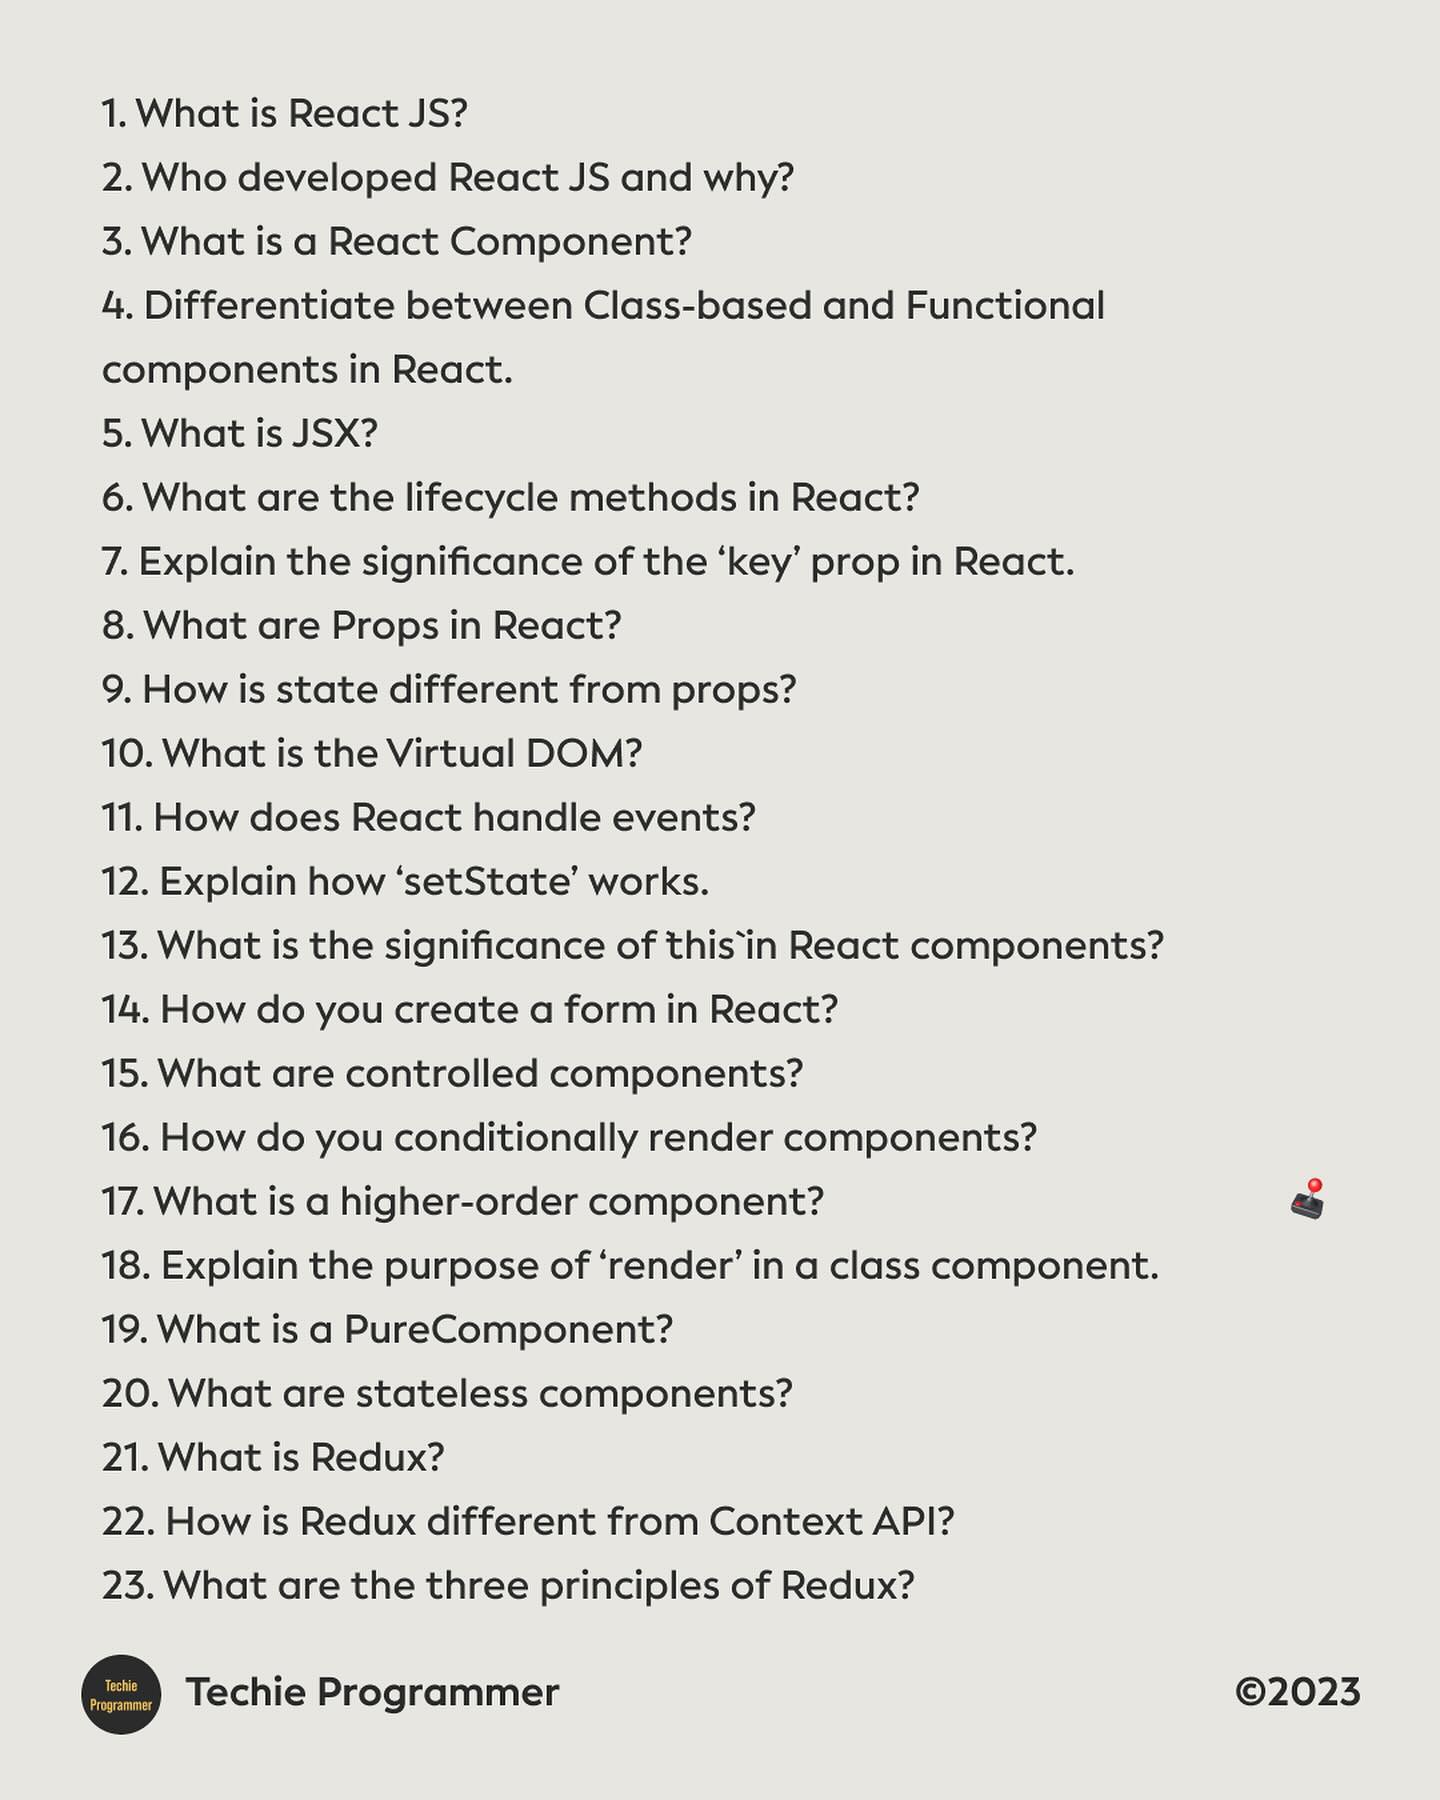 1. What is React JS?
2. Who developed React JS and why?
3. What is a React Component?
4. Differentiate between Class-based and Functional
components in React.
5. What is JSX?
6. What are the lifecycle methods in React?
7. Explain the significance of the ‘key’ prop in React.
8. What are Props in React?
9. How is state different from props?
10. What is the Virtual DOM?
11. How does React handle events?
12. Explain how ‘setState’ works.
13. What is the significance of `this` in React components?
14. How do you create a form in React?
15. What are controlled components?
16. How do you conditionally render components?
17. What is a higher-order component?
18. Explain the purpose of ‘render’ in a class component.
19. What is a PureComponent?
20. What are stateless components?
21. What is Redux?
22. How is Redux different from Context API?
23. What are the three principles of Redux?
Techie
Programmer
Techie Programmer
©2023